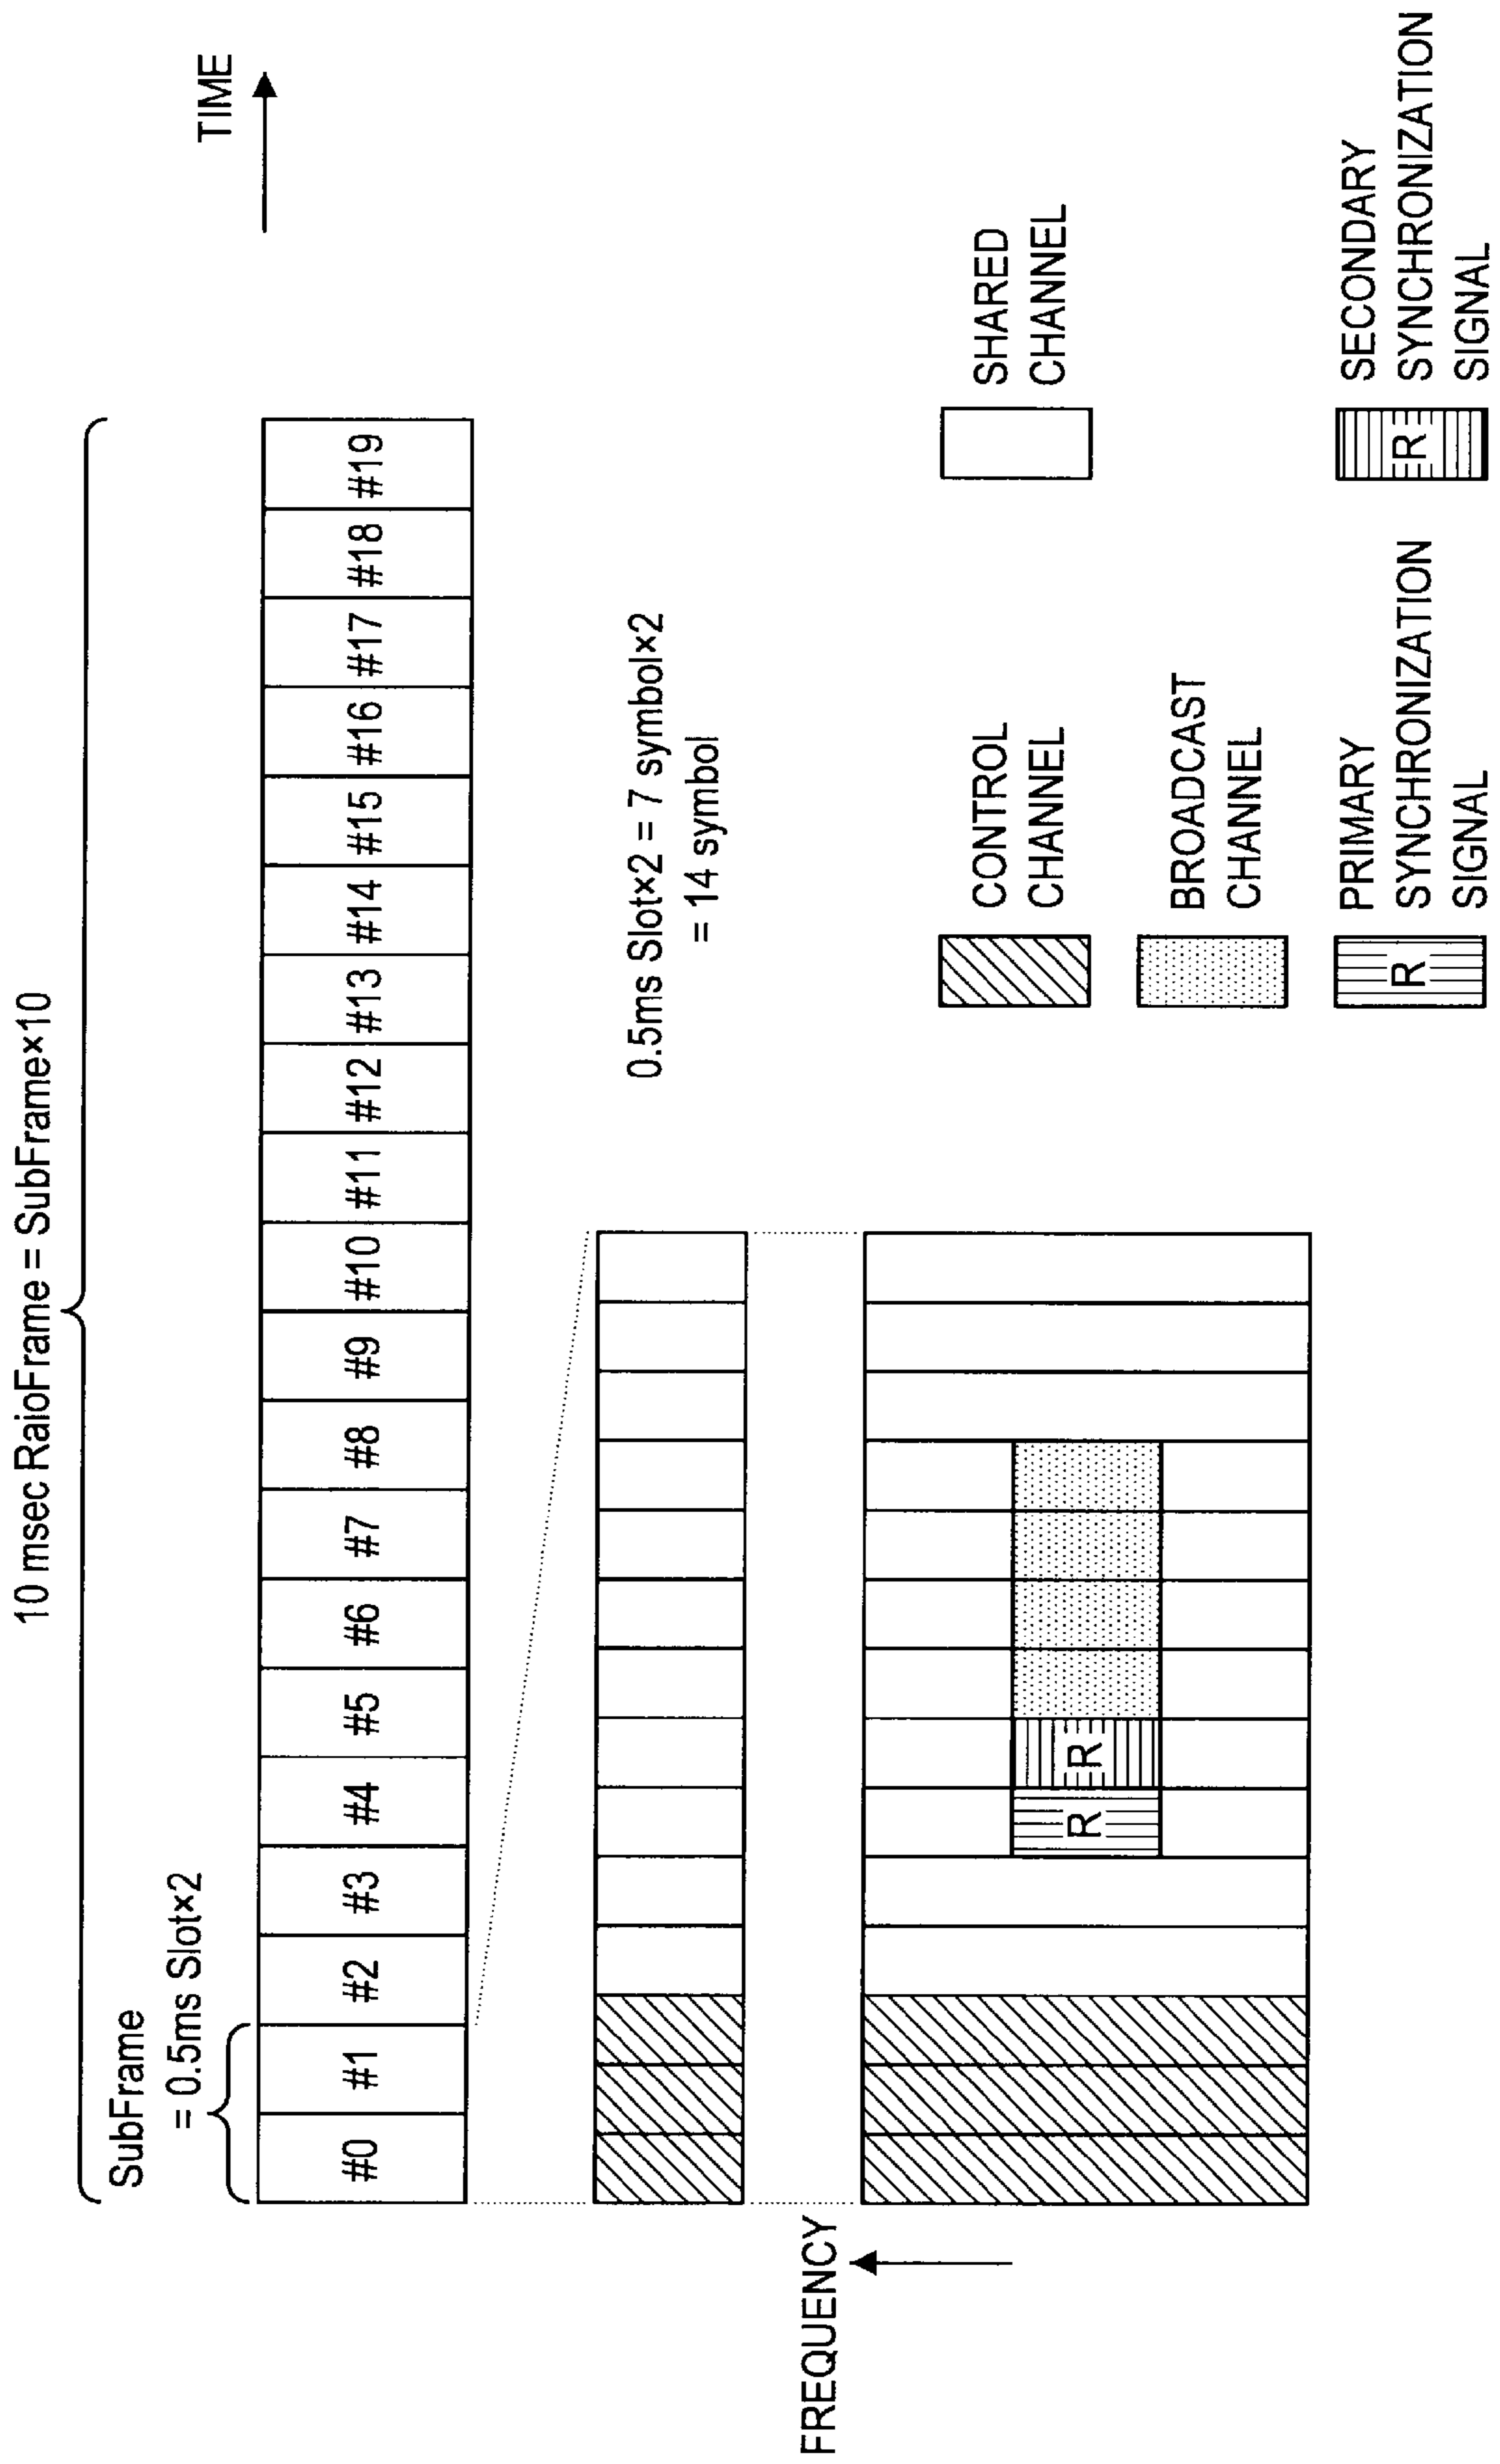 10 msec RaioFrame = SubFrame×10
TIME
SubFrame
= 0.5ms Slot×2
#0 #1 #2 #3 #4 #5 #6 #7 #8 #9 #10 #11 #12 #13 #14 #15 #16 #17 #18 #19
0.5ms Slot×2 = 7 symbol×2
= 14 symbol
FREQUENCY
R R
CONTROL
CHANNEL
SHARED
CHANNEL
BROADCAST
CHANNEL
R
PRIMARY
SYNCHRONIZATION
SIGNAL
R
SECONDARY
SYNCHRONIZATION
SIGNAL